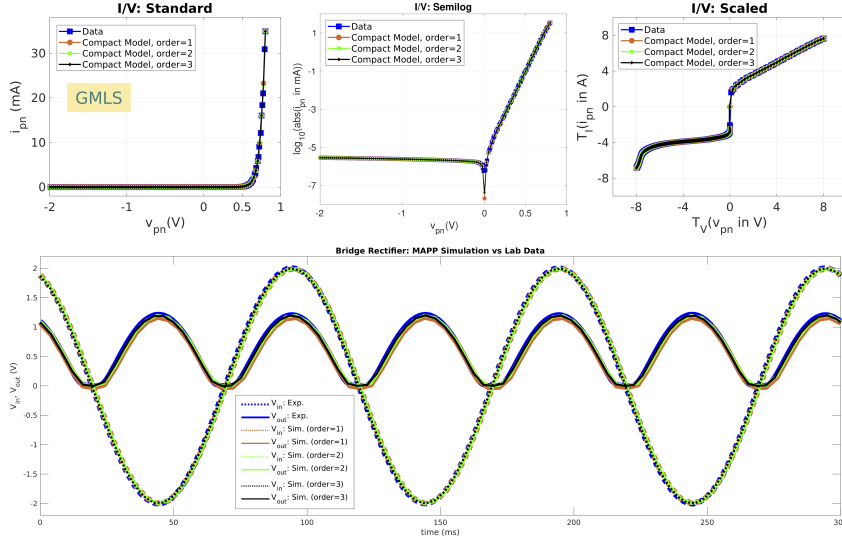 I/V: Standard
Data
Compact Model, order=1
Compact Model, order=2
Compact Model, order=3
GMLS
i_pn (mA)
30
20
10
0
-2
-1
0
0.5
1
v_pn(V)
I/V: Semilog
Data
Compact Model, order=1
Compact Model, order=2
Compact Model, order=3
log_10(abs(i_pn in mA))
1
-1
-3
-5
-7
-2
-1
0
1
v_pn(V)
I/V: Scaled
Data
Compact Model, order=1
Compact Model, order=2
Compact Model, order=3
T_I(i_pn in A)
8
4
0
-4
-8
-8
-4
0
4
8
T_V(v_pn in V)
Bridge Rectifier: MAPP Simulation vs Lab Data
V_in, V_out (V)
2
1.5
1
0.5
0
-0.5
-1
-1.5
-2
V_in: Exp.
V_out: Exp.
V_in: Sim. (order=1)
V_out: Sim. (order=1)
V_in: Sim. (order=2)
V_out: Sim. (order=2)
V_in: Sim. (order=3)
V_out: Sim. (order=3)
0
50
100
150
200
250
300
time (ms)